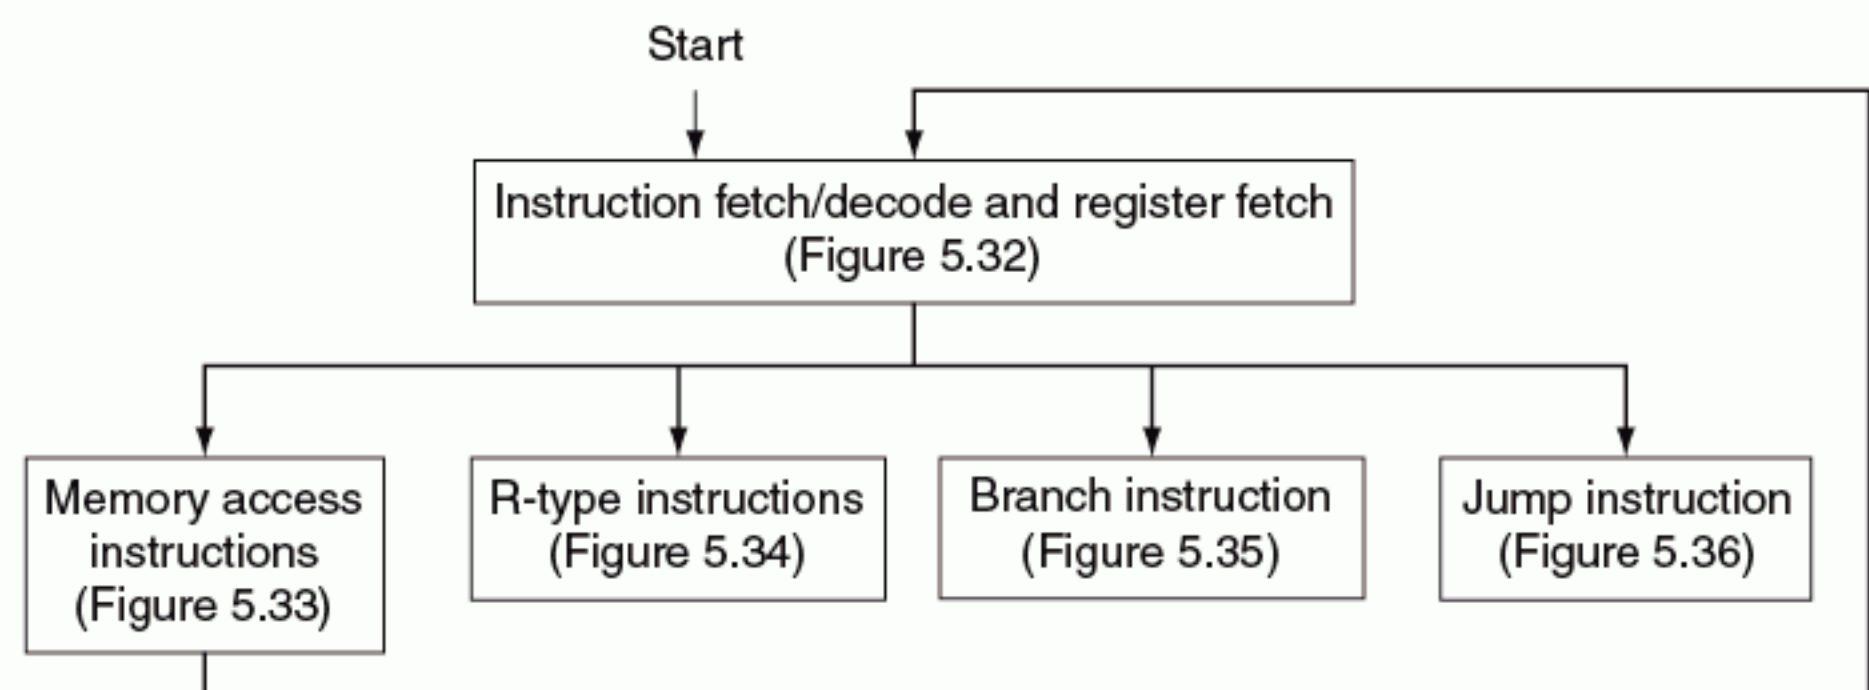 Start
Instruction fetch/decode and register fetch
(Figure 5.32)
Memory access
instructions
(Figure 5.33)
R-type instructions
(Figure 5.34)
Branch instruction
(Figure 5.35)
Jump instruction
(Figure 5.36)